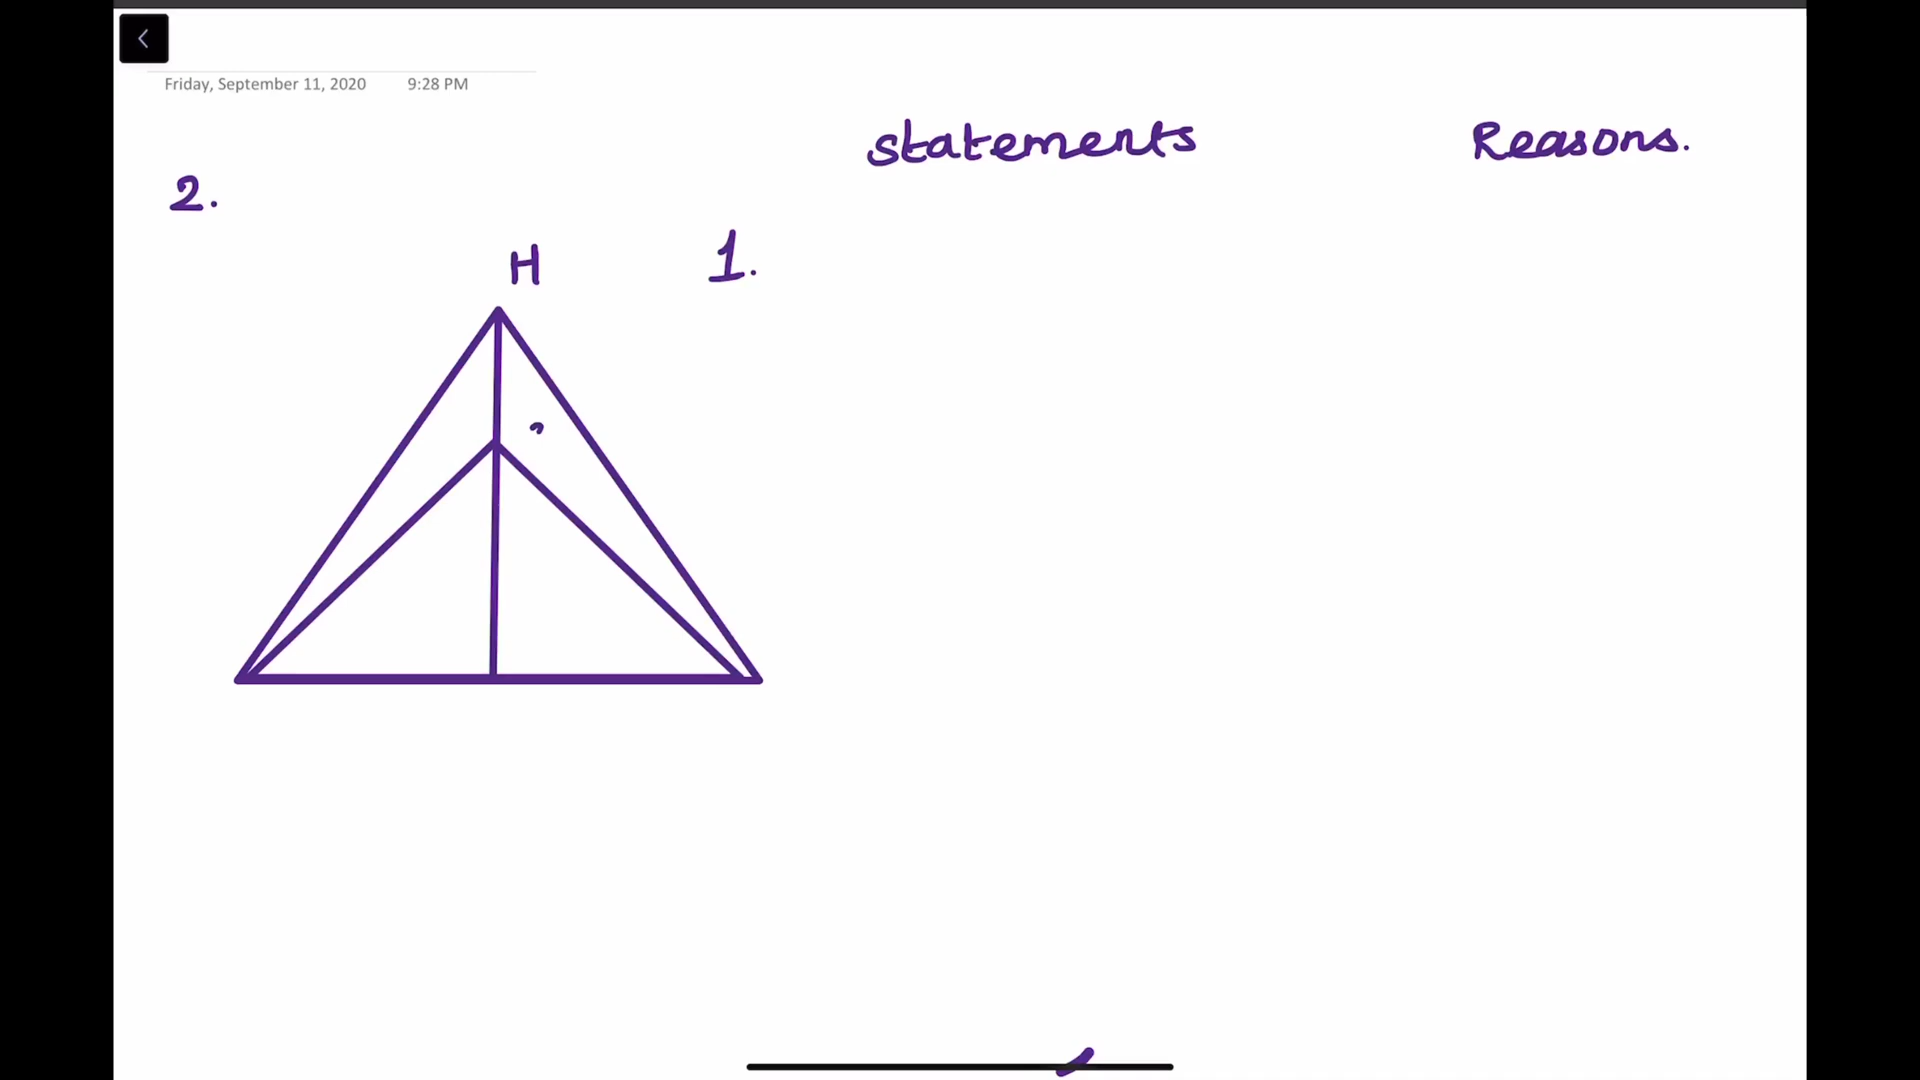 Friday, September 11, 2020 9:28 PM
statements Reasons.
2.
H 1.